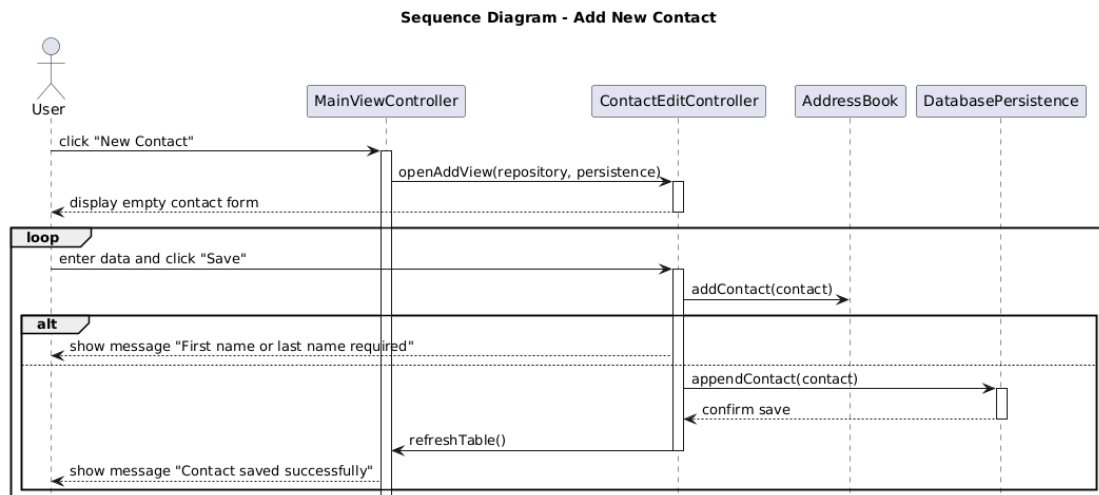 Sequence Diagram - Add New Contact
User
MainViewController
ContactEditController
AddressBook
DatabasePersistence
click "New Contact"
openAddView(repository, persistence)
display empty contact form
loop
enter data and click "Save"
addContact(contact)
alt
show message "First name or last name required"
appendContact(contact)
confirm save
refreshTable()
show message "Contact saved successfully"